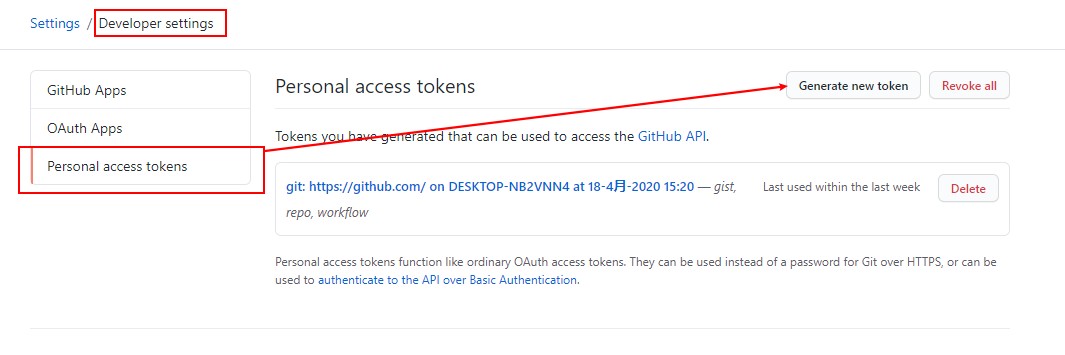 Settings / Developer settings
GitHub Apps
OAuth Apps
Personal access tokens
Personal access tokens
Generate new token
Revoke all
Tokens you have generated that can be used to access the GitHub API.
git: https://github.com/ on DESKTOP-NB2VNN4 at 18-4月-2020 15:20 — gist,
repo, workflow
Last used within the last week
Delete
Personal access tokens function like ordinary OAuth access tokens. They can be used instead of a password for Git over HTTPS, or can be
used to authenticate to the API over Basic Authentication.